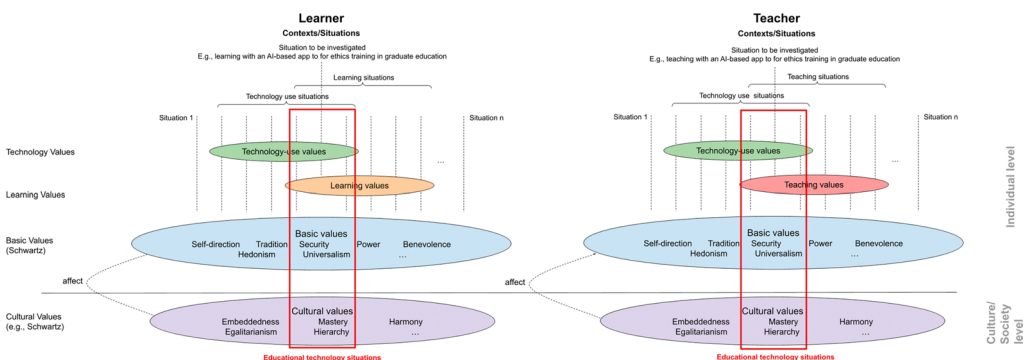 Learner
Contexts/Situations
Situation to be investigated
E.g., learning with an AI-based app to for ethics training in graduate education
Learning situations
Technology use situations
Situation 1
Situation n
Technology Values
Technology-use values
...
Learning Values
Learning values
Basic Values
(Schwartz)
Basic values
Self-direction Tradition Security Power Benevolence
Hedonism Universalism ...
affect
Cultural Values
(e.g., Schwartz)
Cultural values
Embeddedness Mastery Harmony
Egalitarianism Hierarchy ...
Educational technology situations
Teacher
Contexts/Situations
Situation to be investigated
E.g., teaching with an AI-based app to for ethics training in graduate education
Teaching situations
Technology use situations
Situation 1
Situation n
Technology-use values
...
Teaching values
Basic values
Self-direction Tradition Security Power Benevolence
Hedonism Universalism ...
affect
Cultural values
Embeddedness Mastery Harmony
Egalitarianism Hierarchy ...
Educational technology situations
Individual level
Culture/
Society
level